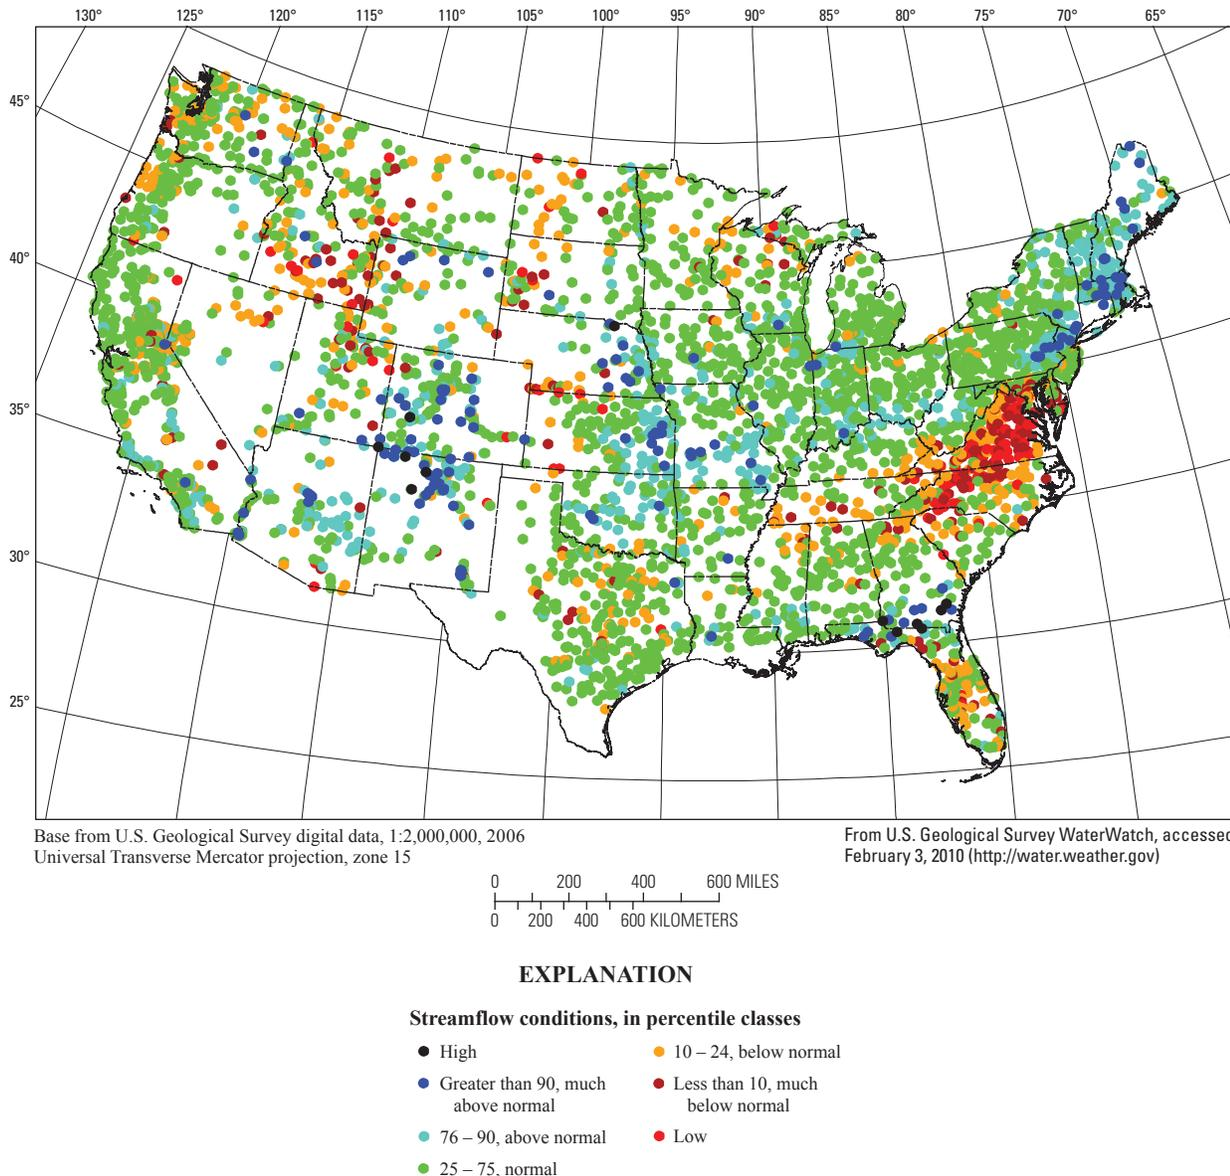 130° 125° 120° 115° 110° 105° 100° 95° 90° 85° 80° 75° 70° 65°
45°
40°
35°
30°
25°
Base from U.S. Geological Survey digital data, 1:2,000,000, 2006
Universal Transverse Mercator projection, zone 15
From U.S. Geological Survey WaterWatch, accessed
February 3, 2010 (http://water.weather.gov)
0 200 400 600 MILES
0 200 400 600 KILOMETERS
EXPLANATION
Streamflow conditions, in percentile classes
High
Greater than 90, much
above normal
76 – 90, above normal
25 – 75, normal
10 – 24, below normal
Less than 10, much
below normal
Low